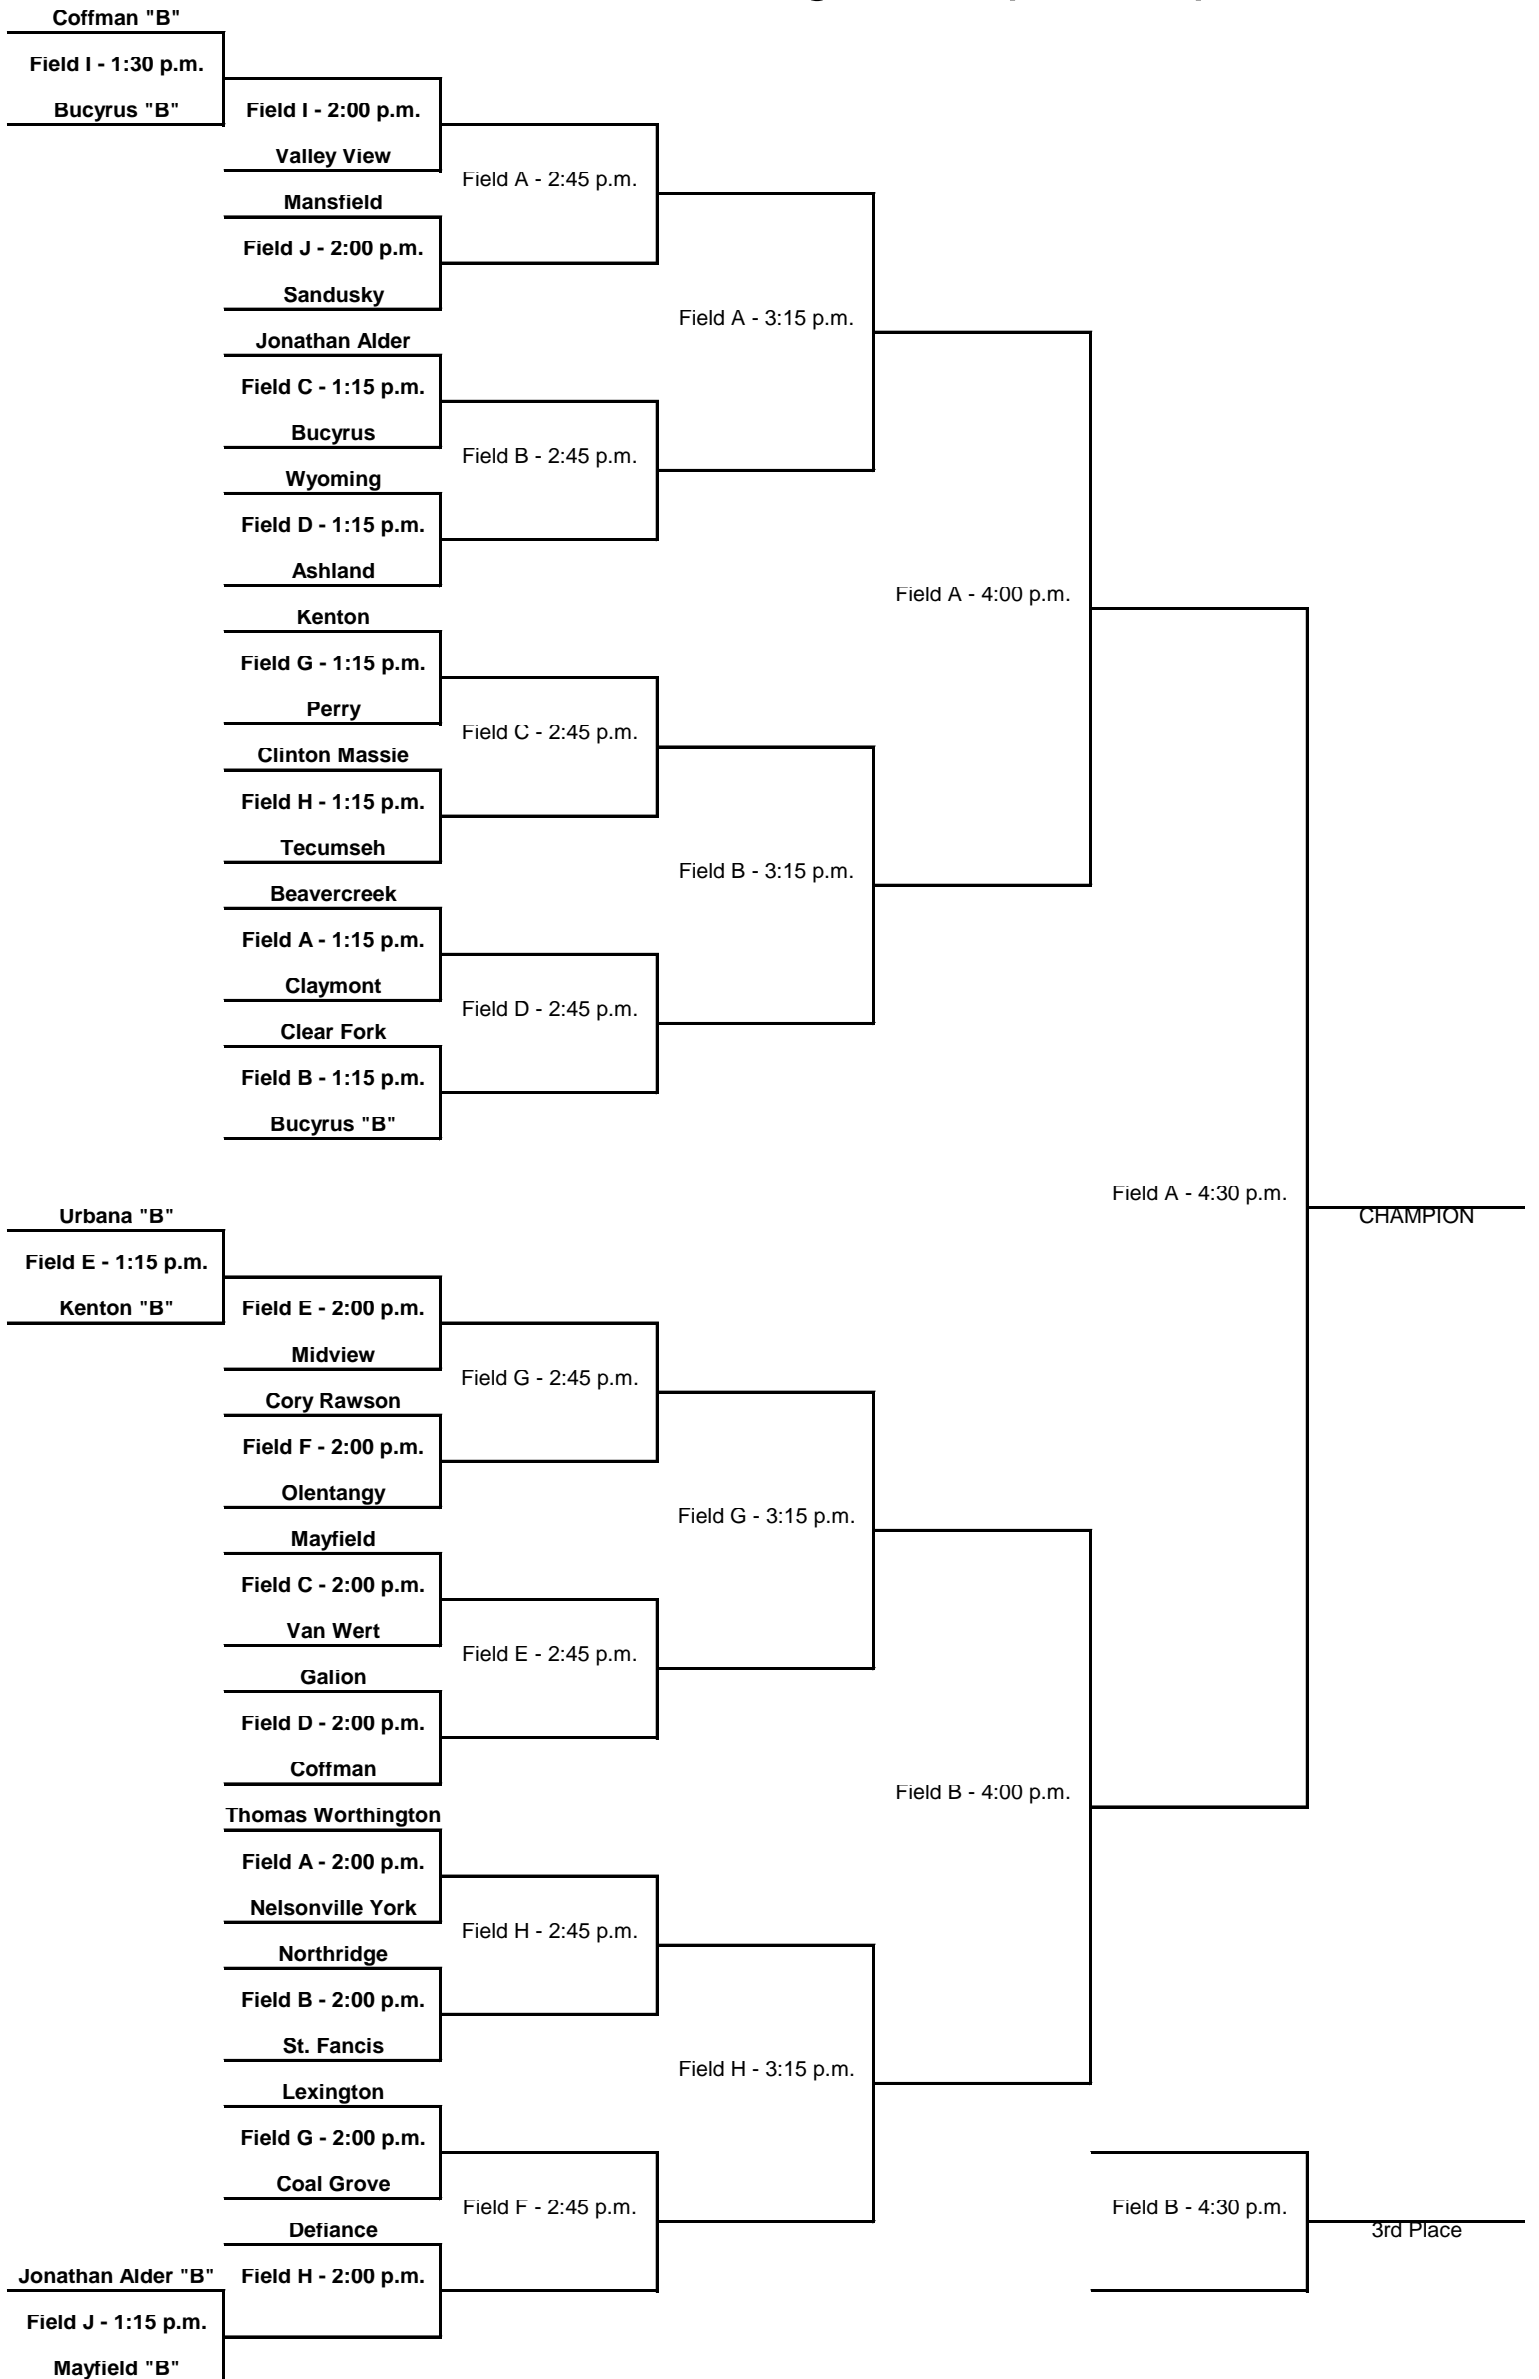 Coffman "B"
Field I - 1:30 p.m.
Bucyrus "B"
Field I - 2:00 p.m.
Valley View
Field A - 2:45 p.m.
Mansfield
Field J - 2:00 p.m.
Sandusky
Field A - 3:15 p.m.
Jonathan Alder
Field C - 1:15 p.m.
Bucyrus
Field B - 2:45 p.m.
Wyoming
Field D - 1:15 p.m.
Ashland
Field A - 4:00 p.m.
Kenton
Field G - 1:15 p.m.
Perry
Field C - 2:45 p.m.
Clinton Massie
Field H - 1:15 p.m.
Tecumseh
Field B - 3:15 p.m.
Beavercreek
Field A - 1:15 p.m.
Claymont
Field D - 2:45 p.m.
Clear Fork
Field B - 1:15 p.m.
Bucyrus "B"
Field A - 4:30 p.m.
CHAMPION
Urbana "B"
Field E - 1:15 p.m.
Kenton "B"
Field E - 2:00 p.m.
Midview
Field G - 2:45 p.m.
Cory Rawson
Field F - 2:00 p.m.
Olentangy
Field G - 3:15 p.m.
Mayfield
Field C - 2:00 p.m.
Van Wert
Field E - 2:45 p.m.
Galion
Field D - 2:00 p.m.
Coffman
Field B - 4:00 p.m.
Thomas Worthington
Field A - 2:00 p.m.
Nelsonville York
Field H - 2:45 p.m.
Northridge
Field B - 2:00 p.m.
St. Fancis
Field H - 3:15 p.m.
Lexington
Field G - 2:00 p.m.
Coal Grove
Field F - 2:45 p.m.
Field B - 4:30 p.m.
3rd Place
Defiance
Field H - 2:00 p.m.
Jonathan Alder "B"
Field J - 1:15 p.m.
Mayfield "B"